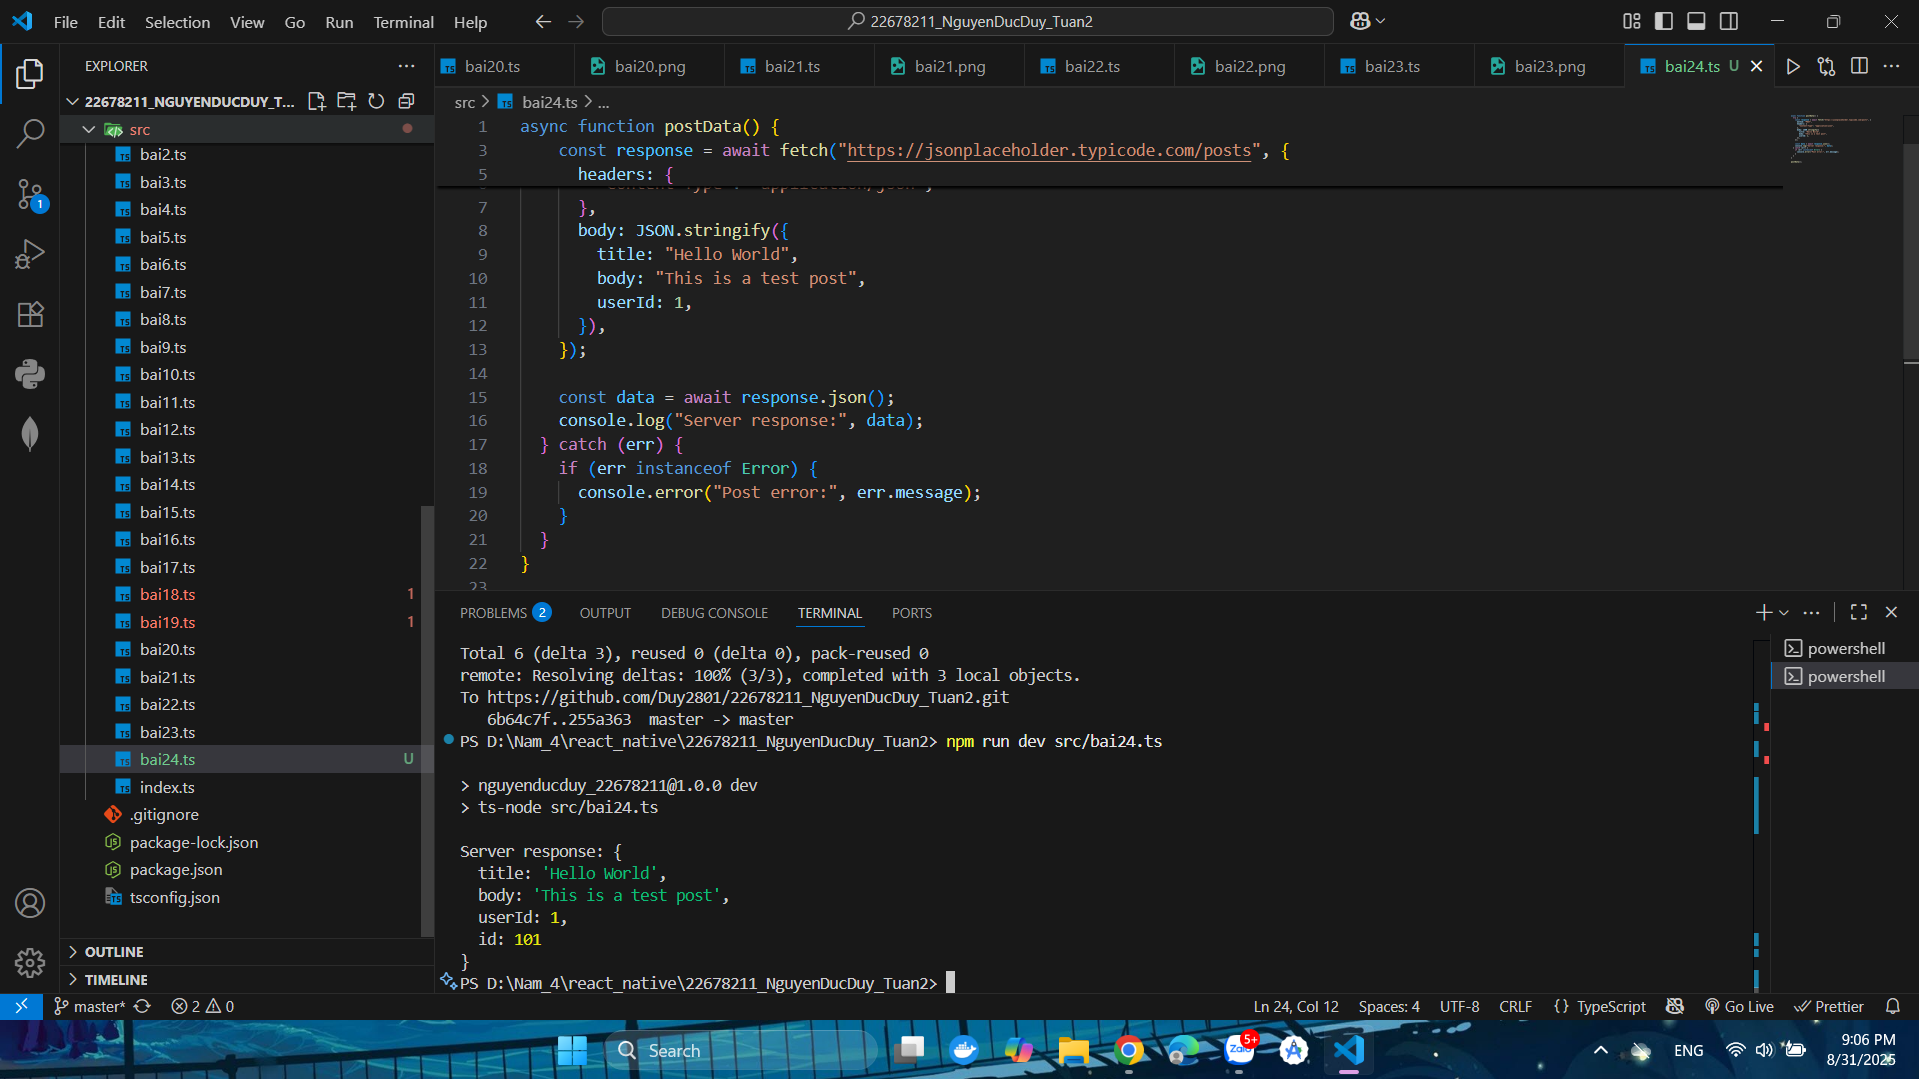 File Edit Selection View Go Run Terminal Help
22678211_NguyenDucDuy_Tuan2
EXPLORER
22678211_NGUYENDUCDUY_T...
src
bai2.ts
bai3.ts
bai4.ts
bai5.ts
bai6.ts
bai7.ts
bai8.ts
bai9.ts
bai10.ts
bai11.ts
bai12.ts
bai13.ts
bai14.ts
bai15.ts
bai16.ts
bai17.ts
bai18.ts 1
bai19.ts 1
bai20.ts
bai21.ts
bai22.ts
bai23.ts
bai24.ts U
index.ts
.gitignore
package-lock.json
package.json
tsconfig.json
OUTLINE
TIMELINE
1
bai20.ts bai20.png bai21.ts bai21.png bai22.ts bai22.png bai23.ts bai23.png bai24.ts U
src > bai24.ts > ...
1 async function postData() {
3 const response = await fetch("https://jsonplaceholder.typicode.com/posts", {
5 headers: {
7 },
8 body: JSON.stringify({
9 title: "Hello World",
10 body: "This is a test post",
11 userId: 1,
12 }),
13 });
14
15 const data = await response.json();
16 console.log("Server response:", data);
17 } catch (err) {
18 if (err instanceof Error) {
19 console.error("Post error:", err.message);
20 }
21 }
22 }
23
PROBLEMS 2 OUTPUT DEBUG CONSOLE TERMINAL PORTS
Total 6 (delta 3), reused 0 (delta 0), pack-reused 0
remote: Resolving deltas: 100% (3/3), completed with 3 local objects.
To https://github.com/Duy2801/22678211_NguyenDucDuy_Tuan2.git
6b64c7f..255a363 master -> master
PS D:\Nam_4\react_native\22678211_NguyenDucDuy_Tuan2> npm run dev src/bai24.ts
> nguyenducduy_22678211@1.0.0 dev
> ts-node src/bai24.ts
Server response: {
title: 'Hello World',
body: 'This is a test post',
userId: 1,
id: 101
}
PS D:\Nam_4\react_native\22678211_NguyenDucDuy_Tuan2>
powershell
powershell
master* 2 0
Ln 24, Col 12 Spaces: 4 UTF-8 CRLF {} TypeScript Go Live Prettier
Search
Zalo 5+
ENG
9:06 PM
8/31/2025